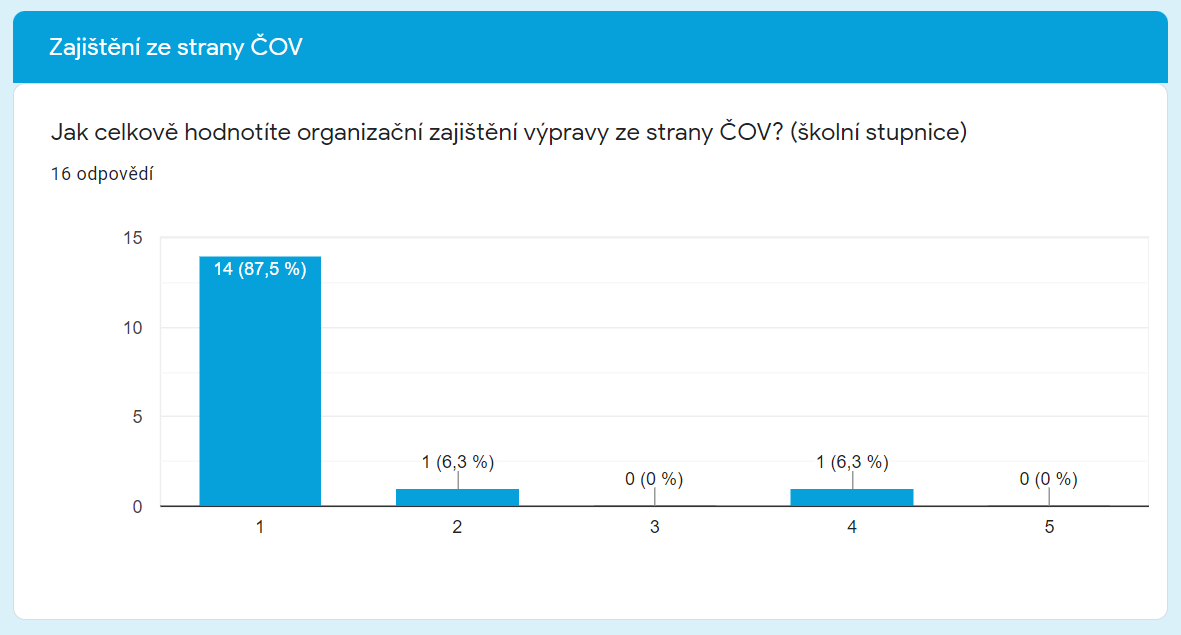 Zajištění ze strany ČOV
Jak celkově hodnotíte organizační zajištění výpravy ze strany ČOV? (školní stupnice)
16 odpovědí
15
10
5
0
14 (87,5 %)
1 (6,3 %)
0 (0 %)
1 (6,3 %)
0 (0 %)
1
2
3
4
5